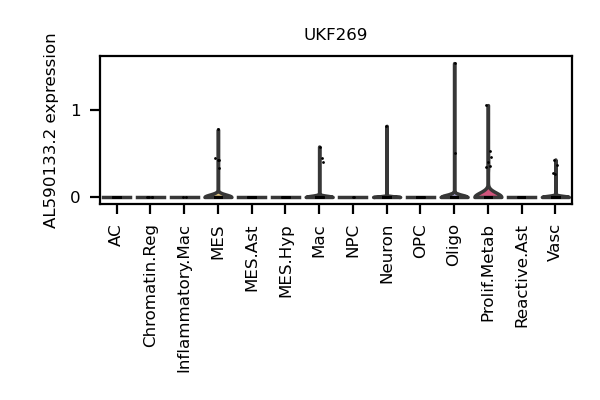 UKF269
AL590133.2 expression
1
0
AC
Chromatin.Reg
Inflammatory.Mac
MES
MES.Ast
MES.Hyp
Mac
NPC
Neuron
OPC
Oligo
Prolif.Metab
Reactive.Ast
Vasc